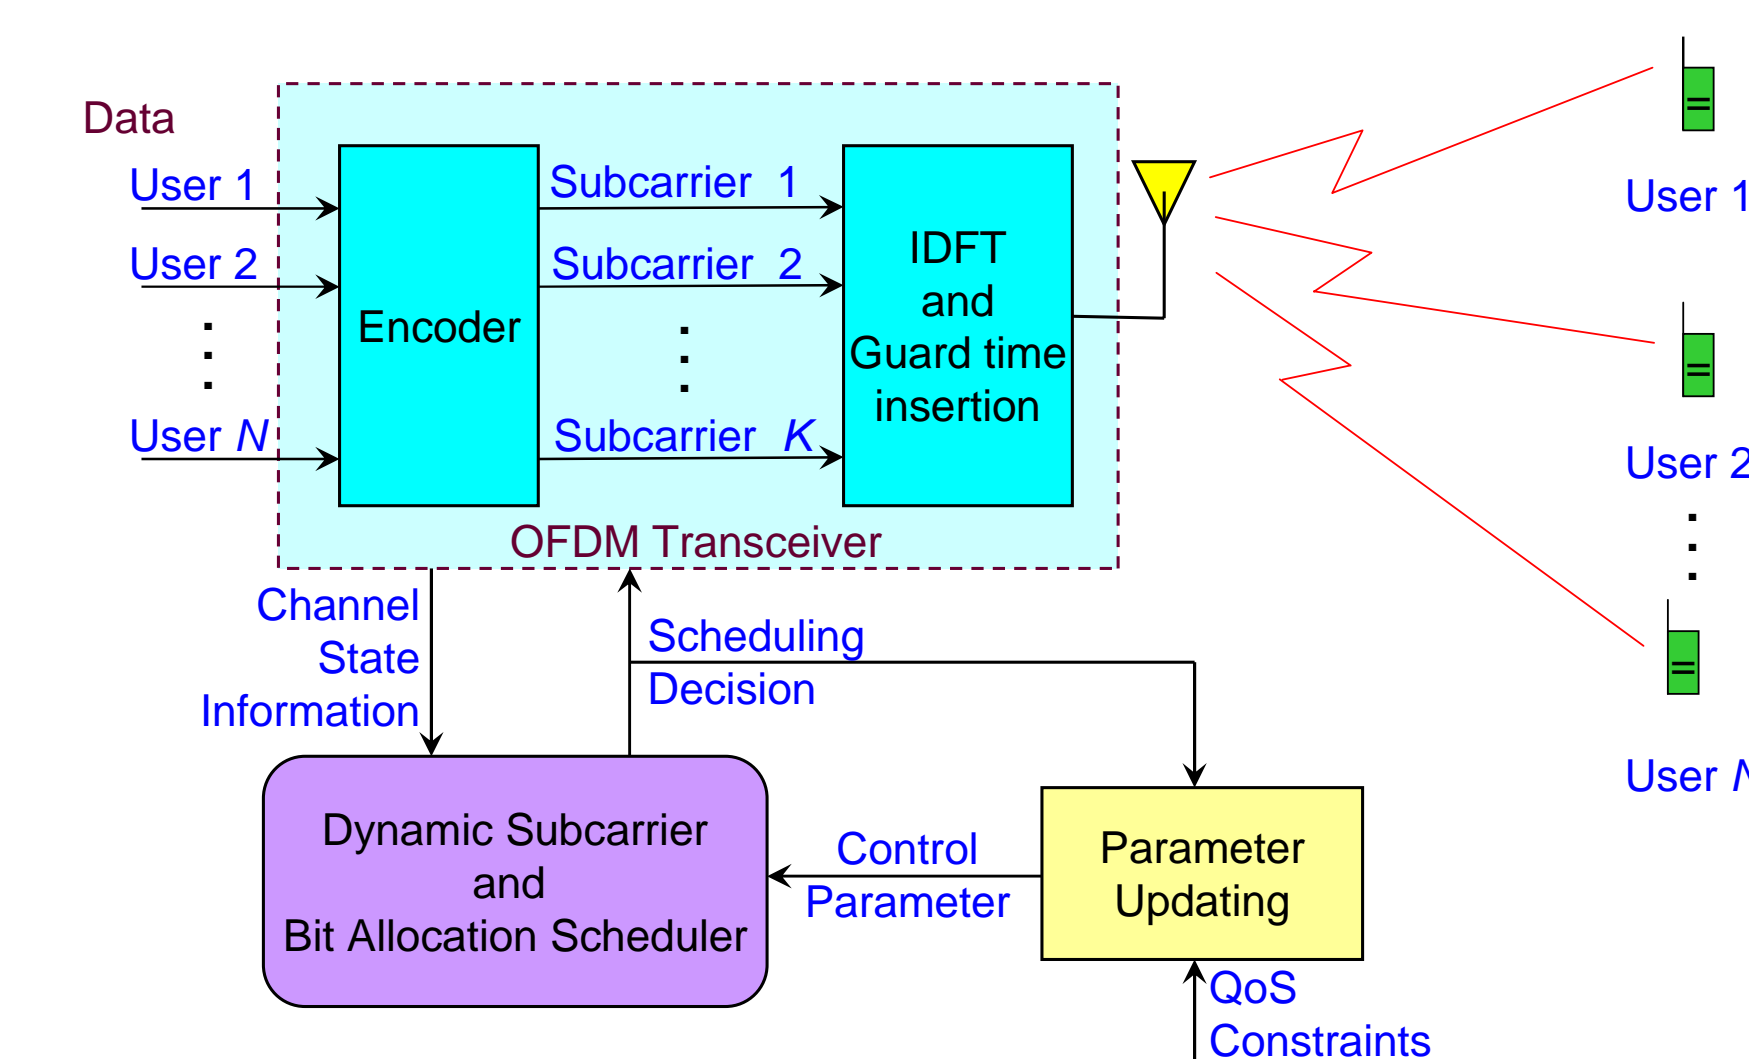 Data
User 1
User 2
User N
Encoder
Subcarrier 1
Subcarrier 2
Subcarrier K
IDFT
and
Guard time
insertion
OFDM Transceiver
User 1
User 2
User N
Channel
State
Information
Scheduling
Decision
Dynamic Subcarrier
and
Bit Allocation Scheduler
Control
Parameter
Parameter
Updating
QoS
Constraints